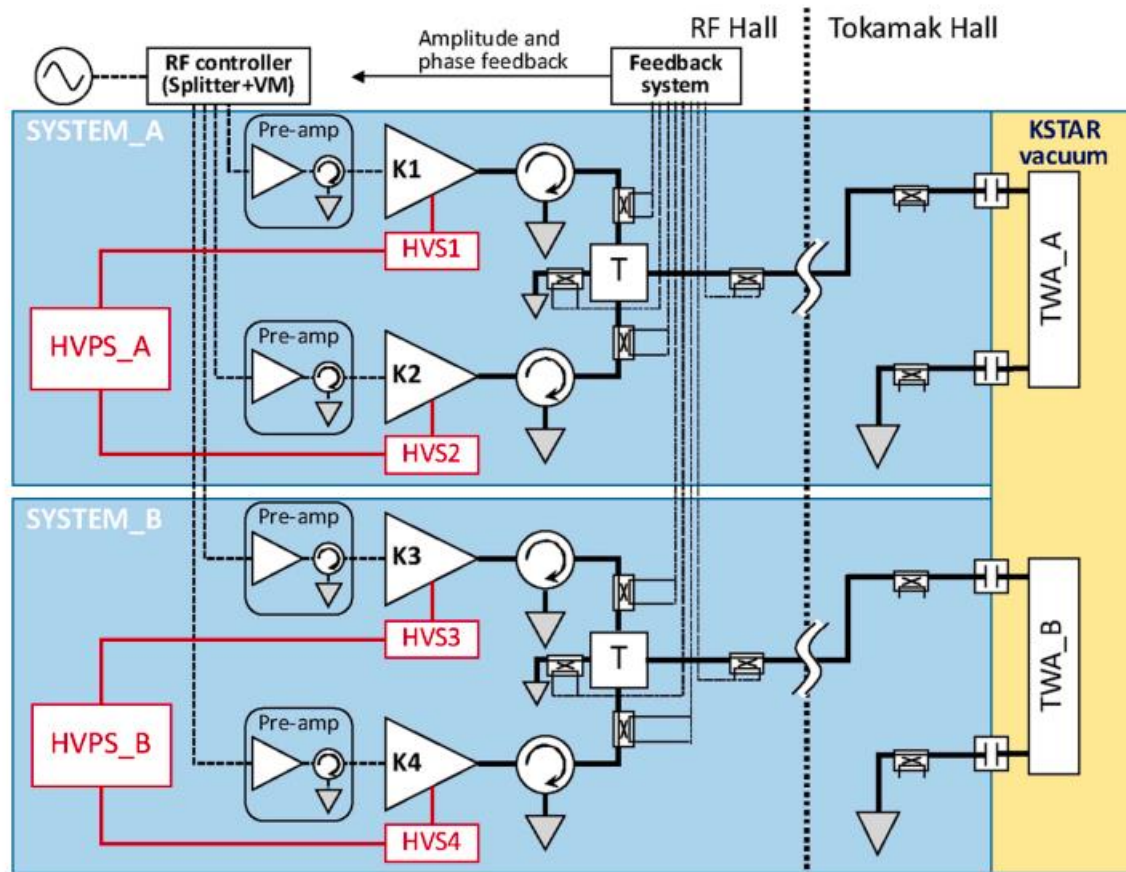 RF Hall
Tokamak Hall
Amplitude and
phase feedback
RF controller
(Splitter+VM)
Feedback
system
SYSTEM_A
KSTAR
vacuum
Pre-amp
K1
HVS1
T
TWA_A
HVPS_A
Pre-amp
K2
HVS2
SYSTEM_B
Pre-amp
K3
HVS3
T
TWA_B
HVPS_B
Pre-amp
K4
HVS4